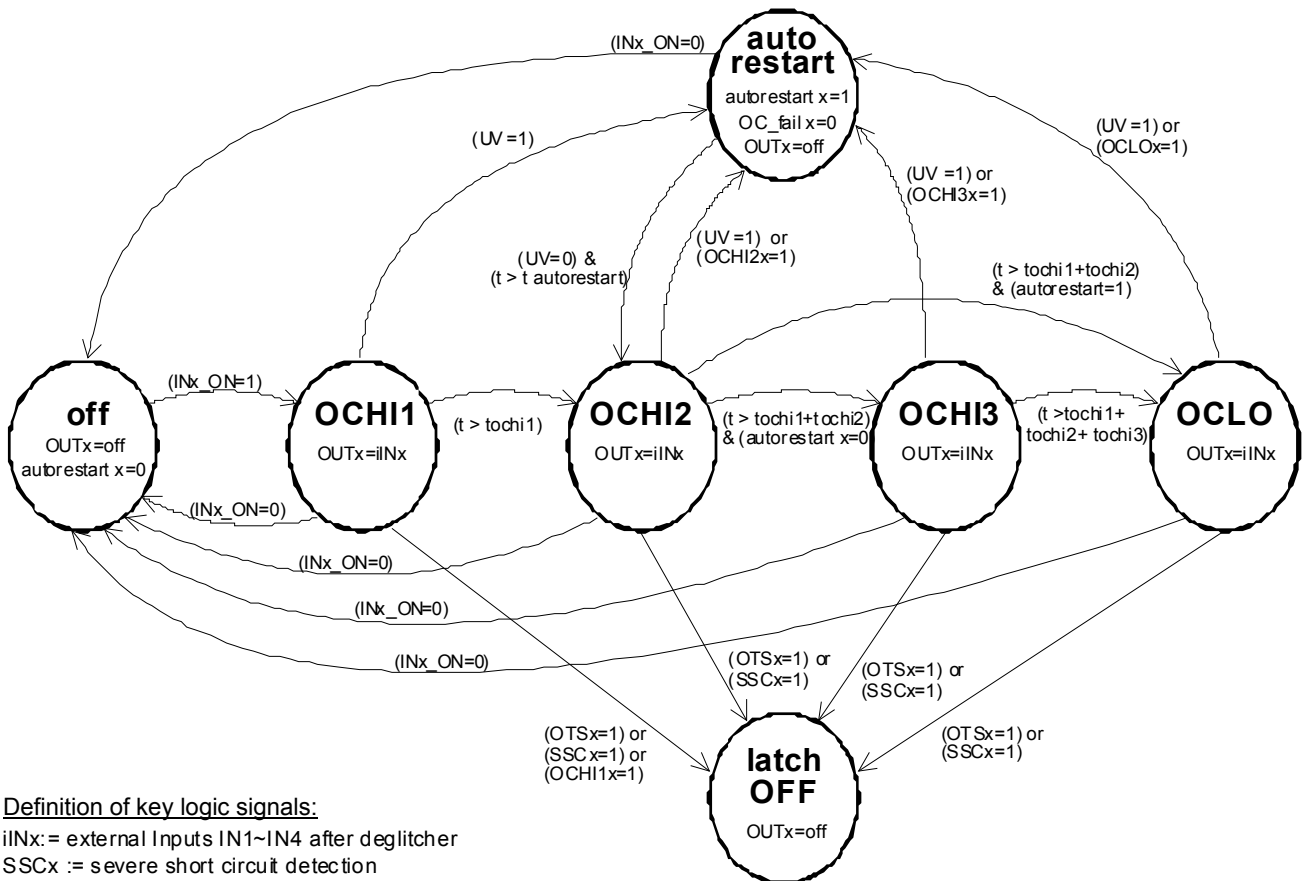 auto
restart
autorestart x=1
OC_fail x=0
OUTx=off
(INx_ON=0)
(UV =1)
(UV =1) or
(OCLOx=1)
(UV =1) or
(OCHI3x=1)
(UV=0) &
(t > t autorestart)
(UV =1) or
(OCHI2x=1)
(t > tochi1+tochi2)
& (autorestart=1)
off
OUTx=off
autorestart x=0
(INx_ON=1)
OCHI1
OUTx=iINx
(t > tochi1)
OCHI2
OUTx=iINx
(t > tochi1+tochi2)
& (autorestart x=0)
OCHI3
OUTx=iINx
(t >tochi1+
tochi2+ tochi3)
OCLO
OUTx=iINx
(INx_ON=0)
(INx_ON=0)
(INx_ON=0)
(INx_ON=0)
(OTSx=1) or
(SSCx=1) or
(OCHI1x=1)
(OTSx=1) or
(SSCx=1)
(OTSx=1) or
(SSCx=1)
(OTSx=1) or
(SSCx=1)
latch
OFF
OUTx=off
Definition of key logic signals:
iINx:= external Inputs IN1~IN4 after deglitcher
SSCx := severe short circuit detection